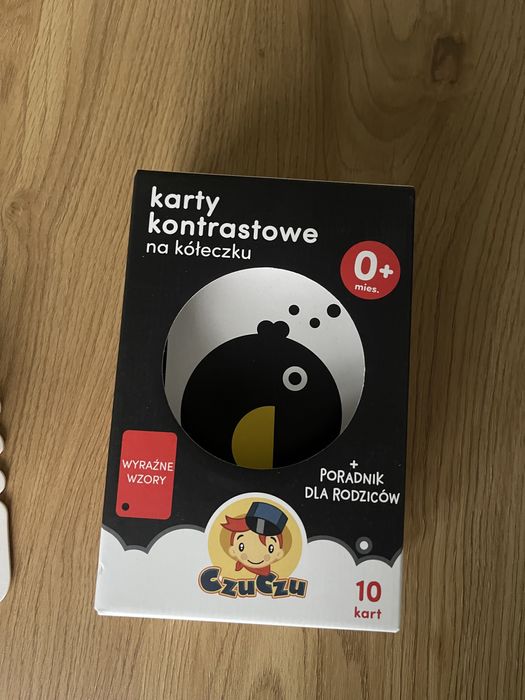 karty
kontrastowe
na kółeczku
0+
mies.
WYRAŹNE
WZORY
+
PORADNIK
DLA RODZICÓW
CzuCzu
10
kart